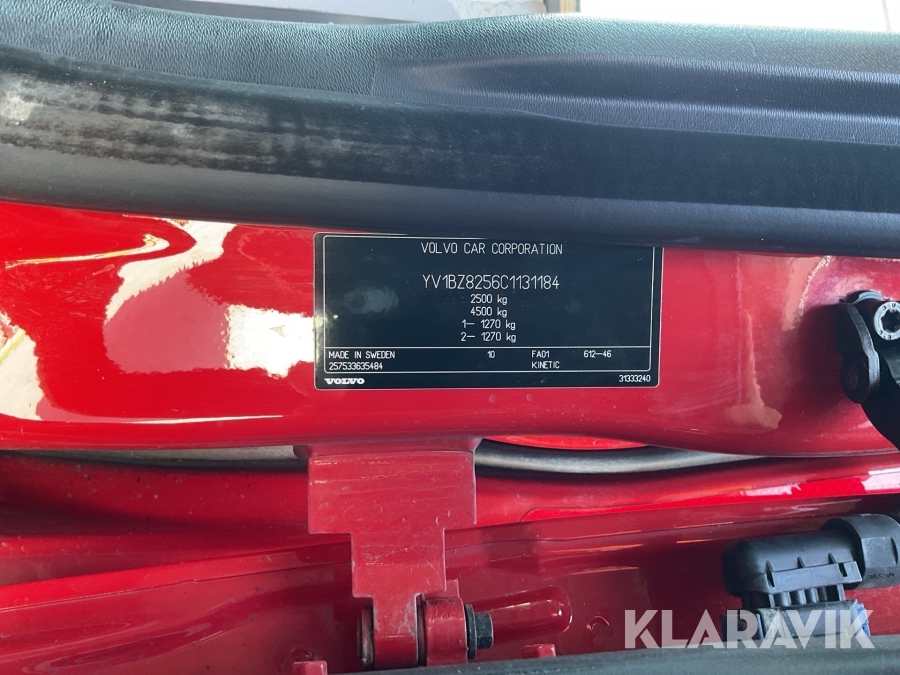 VOLVO CAR CORPORATION
YV1BZ8256C1131184
2500 kg
4500 kg
1- 1270 kg
2- 1270 kg
MADE IN SWEDEN 10 FA01 612-46
257533635484 KINETIC
VOLVO 31333240
KLARAVIK